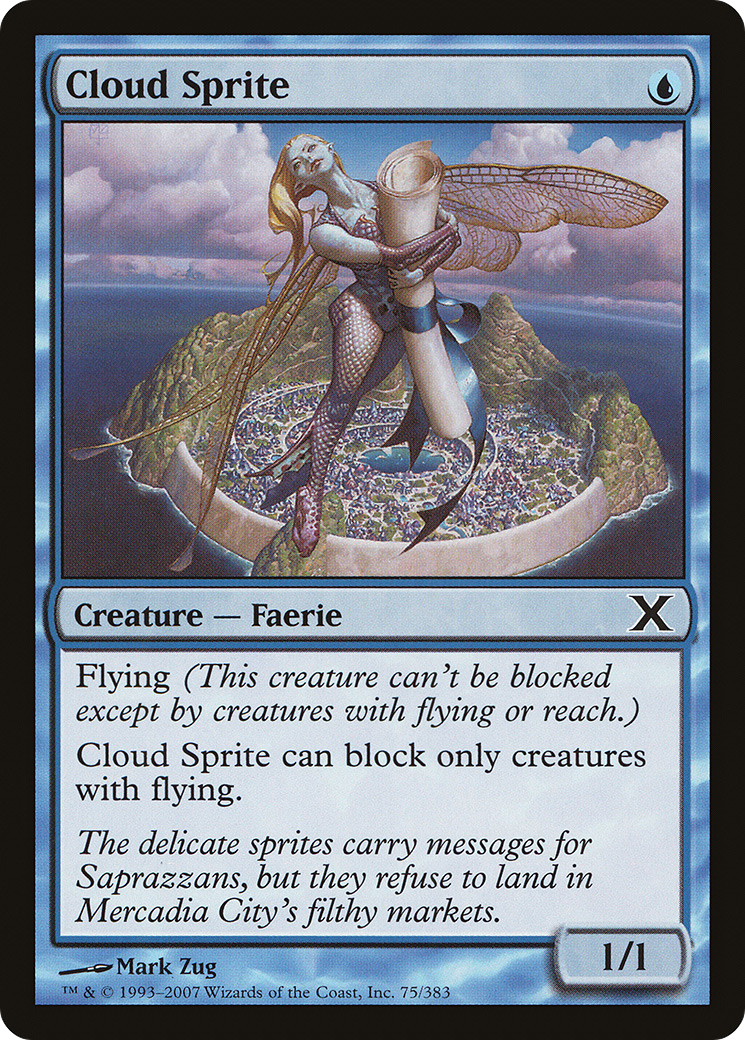 Cloud Sprite
Creature — Faerie
X
Flying (This creature can't be blocked
except by creatures with flying or reach.)
Cloud Sprite can block only creatures
with flying.
The delicate sprites carry messages for
Saprazzans, but they refuse to land in
Mercadia City's filthy markets.
1/1
Mark Zug
™ & © 1993–2007 Wizards of the Coast, Inc. 75/383